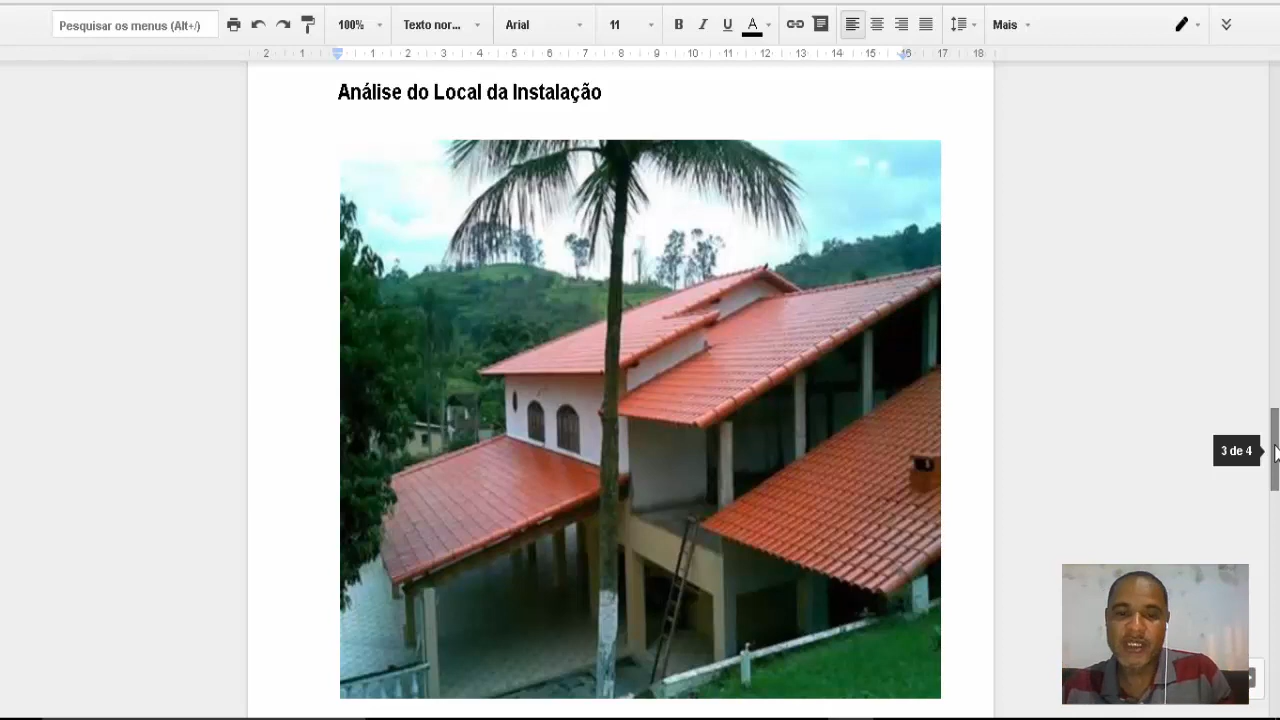 Pesquisar os menus (Alt+/)
100%
Texto nor...
Arial
11
B I U A
Mais
2 1 1 2 3 4 5 6 7 8 9 10 11 12 13 14 15 16 17 18
Análise do Local da Instalação
3 de 4